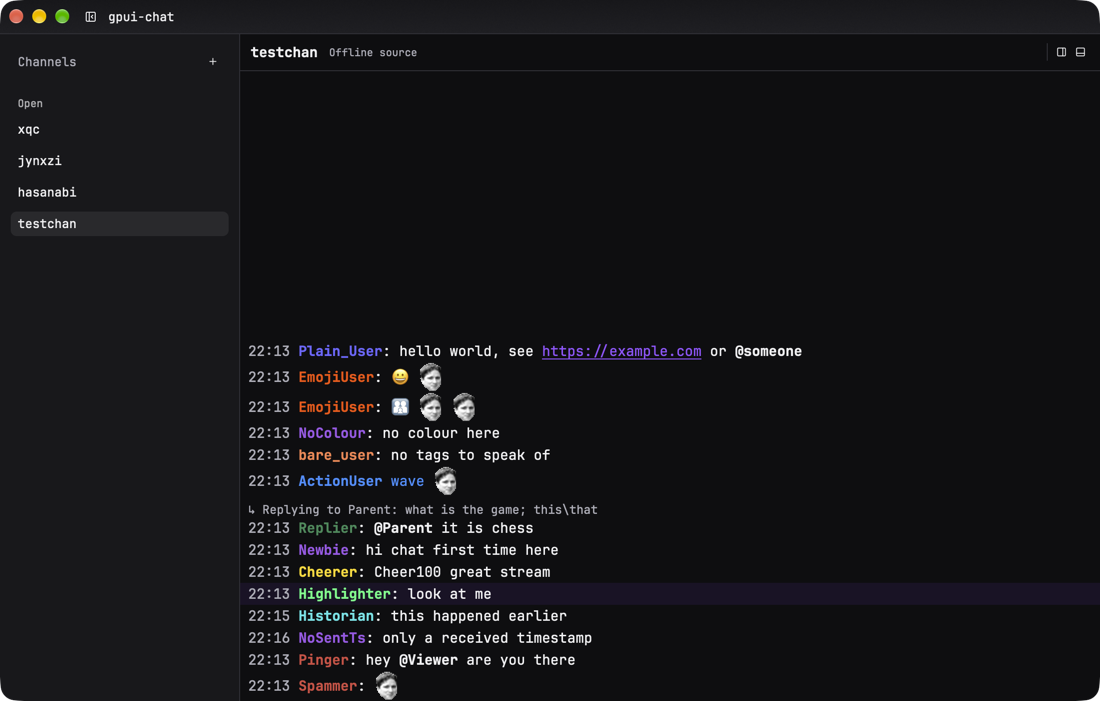 gpui-chat
Channels +
Open
xqc
jynxzi
hasanabi
testchan
testchan Offline source
22:13 Plain_User: hello world, see https://example.com or @someone
22:13 EmojiUser: 😀
22:13 EmojiUser:
22:13 NoColour: no colour here
22:13 bare_user: no tags to speak of
22:13 ActionUser wave
↳ Replying to Parent: what is the game; this\that
22:13 Replier: @Parent it is chess
22:13 Newbie: hi chat first time here
22:13 Cheerer: Cheer100 great stream
22:13 Highlighter: look at me
22:15 Historian: this happened earlier
22:16 NoSentTs: only a received timestamp
22:13 Pinger: hey @Viewer are you there
22:13 Spammer: